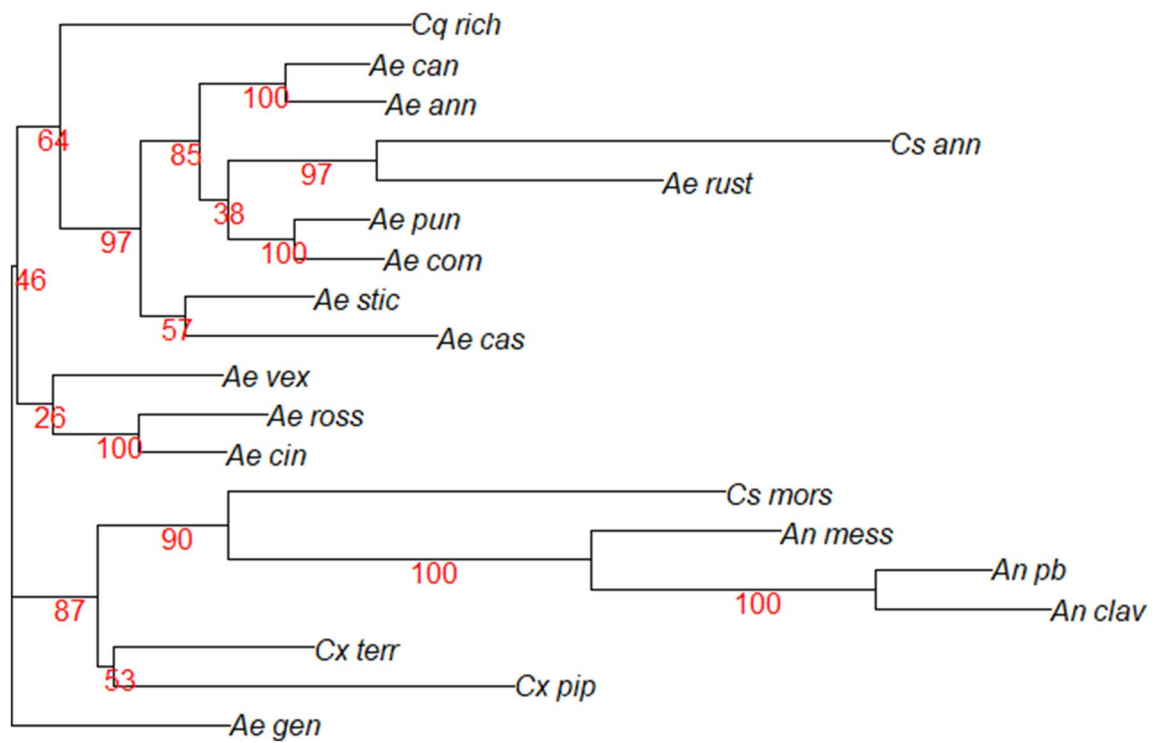 Cq rich
Ae can
100
Ae ann
64
Cs ann
85
97
Ae rust
38
Ae pun
97
100
Ae com
46
Ae stic
57
Ae cas
Ae vex
26
Ae ross
100
Ae cin
Cs mors
90
An mess
100
An pb
100
An clav
87
Cx terr
53
Cx pip
Ae gen